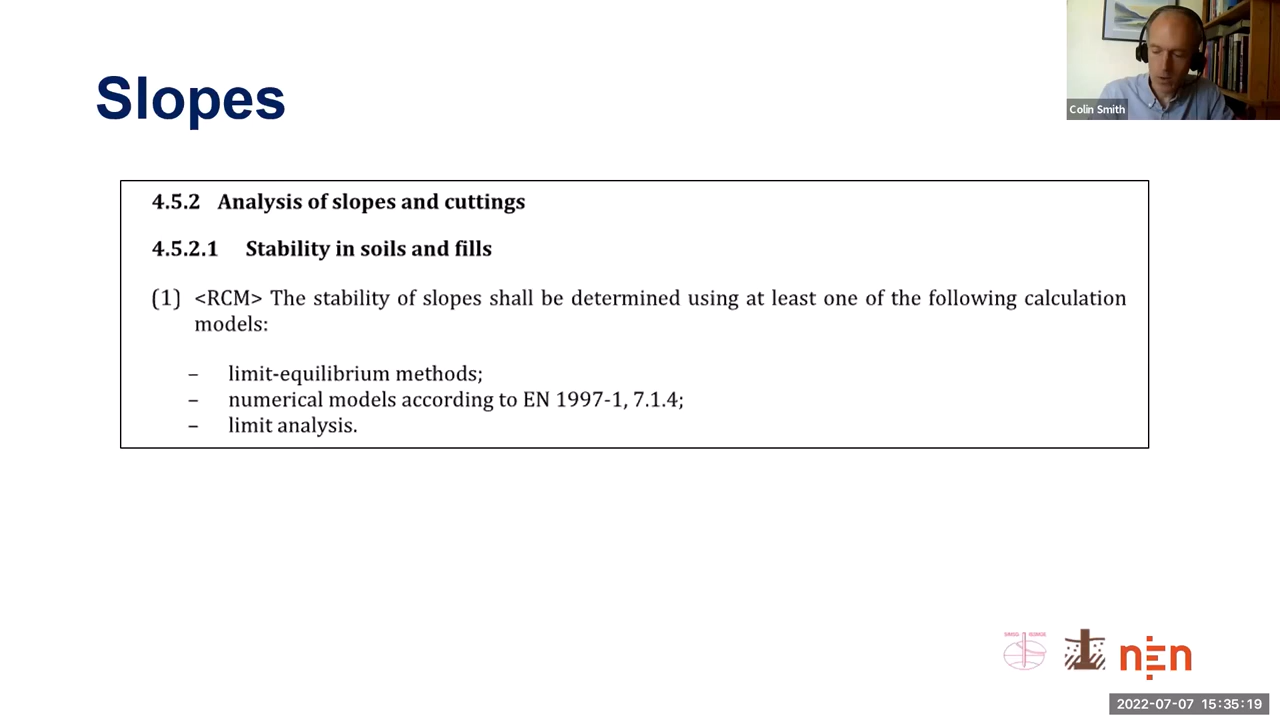 Slopes
Colin Smith
4.5.2 Analysis of slopes and cuttings
4.5.2.1 Stability in soils and fills
(1) <RCM> The stability of slopes shall be determined using at least one of the following calculation
models:
– limit-equilibrium methods;
– numerical models according to EN 1997-1, 7.1.4;
– limit analysis.
nEn
2022-07-07 15:35:19